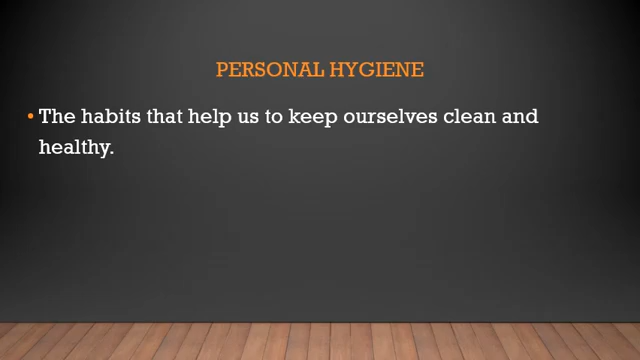 PERSONAL HYGIENE
• The habits that help us to keep ourselves clean and
healthy.